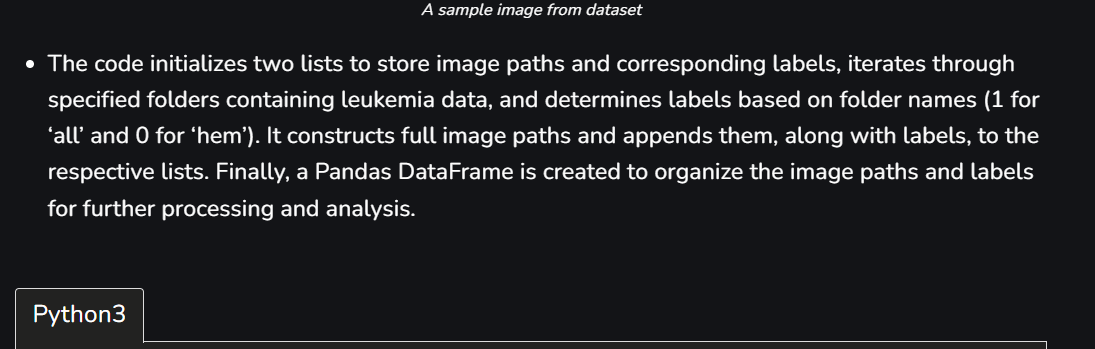 A sample image from dataset
• The code initializes two lists to store image paths and corresponding labels, iterates through
specified folders containing leukemia data, and determines labels based on folder names (1 for
‘all’ and 0 for ‘hem’). It constructs full image paths and appends them, along with labels, to the
respective lists. Finally, a Pandas DataFrame is created to organize the image paths and labels
for further processing and analysis.
Python3